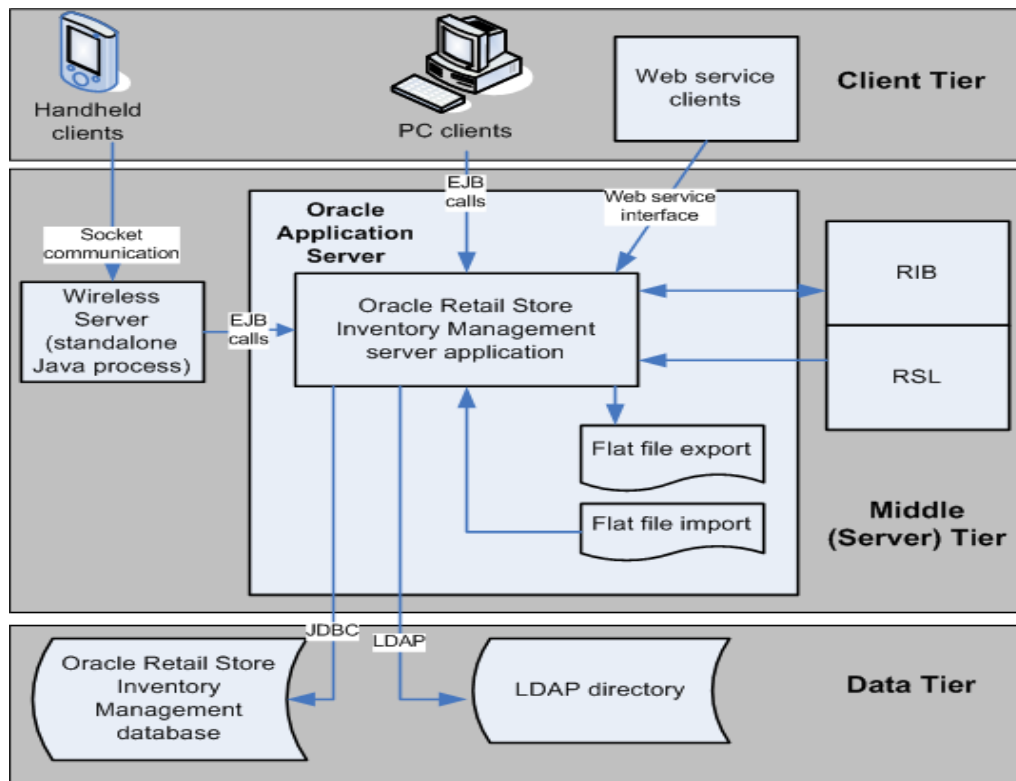 Handheld
clients
PC clients
Web service
clients
Client Tier
EJB
calls
Web service
interface
Oracle
Application
Server
Socket
communication
Wireless
Server
(standalone
Java process)
EJB
calls
Oracle Retail Store
Inventory Management
server application
RIB
RSL
Flat file export
Flat file import
Middle
(Server) Tier
JDBC
LDAP
Oracle Retail Store
Inventory
Management
database
LDAP directory
Data Tier